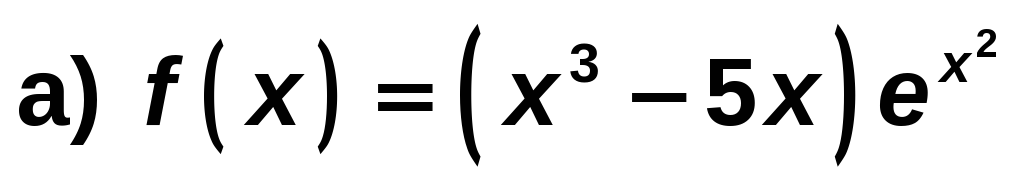 a) f(x) = (x³ − 5x)e^{x²}